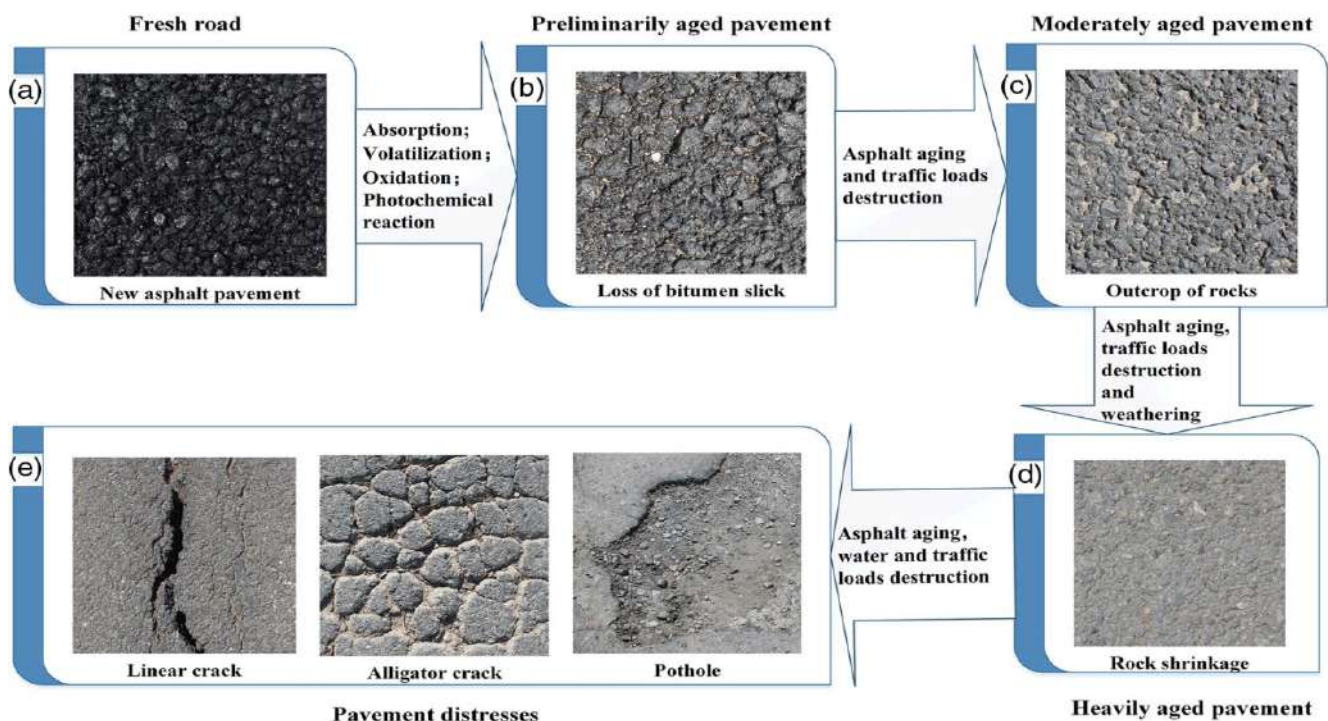 Fresh road
(a)
New asphalt pavement
Absorption;
Volatilization;
Oxidation;
Photochemical
reaction
Preliminarily aged pavement
(b)
Loss of bitumen slick
Asphalt aging
and traffic loads
destruction
Moderately aged pavement
(c)
Outcrop of rocks
Asphalt aging,
traffic loads
destruction
and
weathering
(d)
Rock shrinkage
Heavily aged pavement
Asphalt aging,
water and traffic
loads destruction
(e)
Linear crack
Alligator crack
Pothole
Pavement distresses